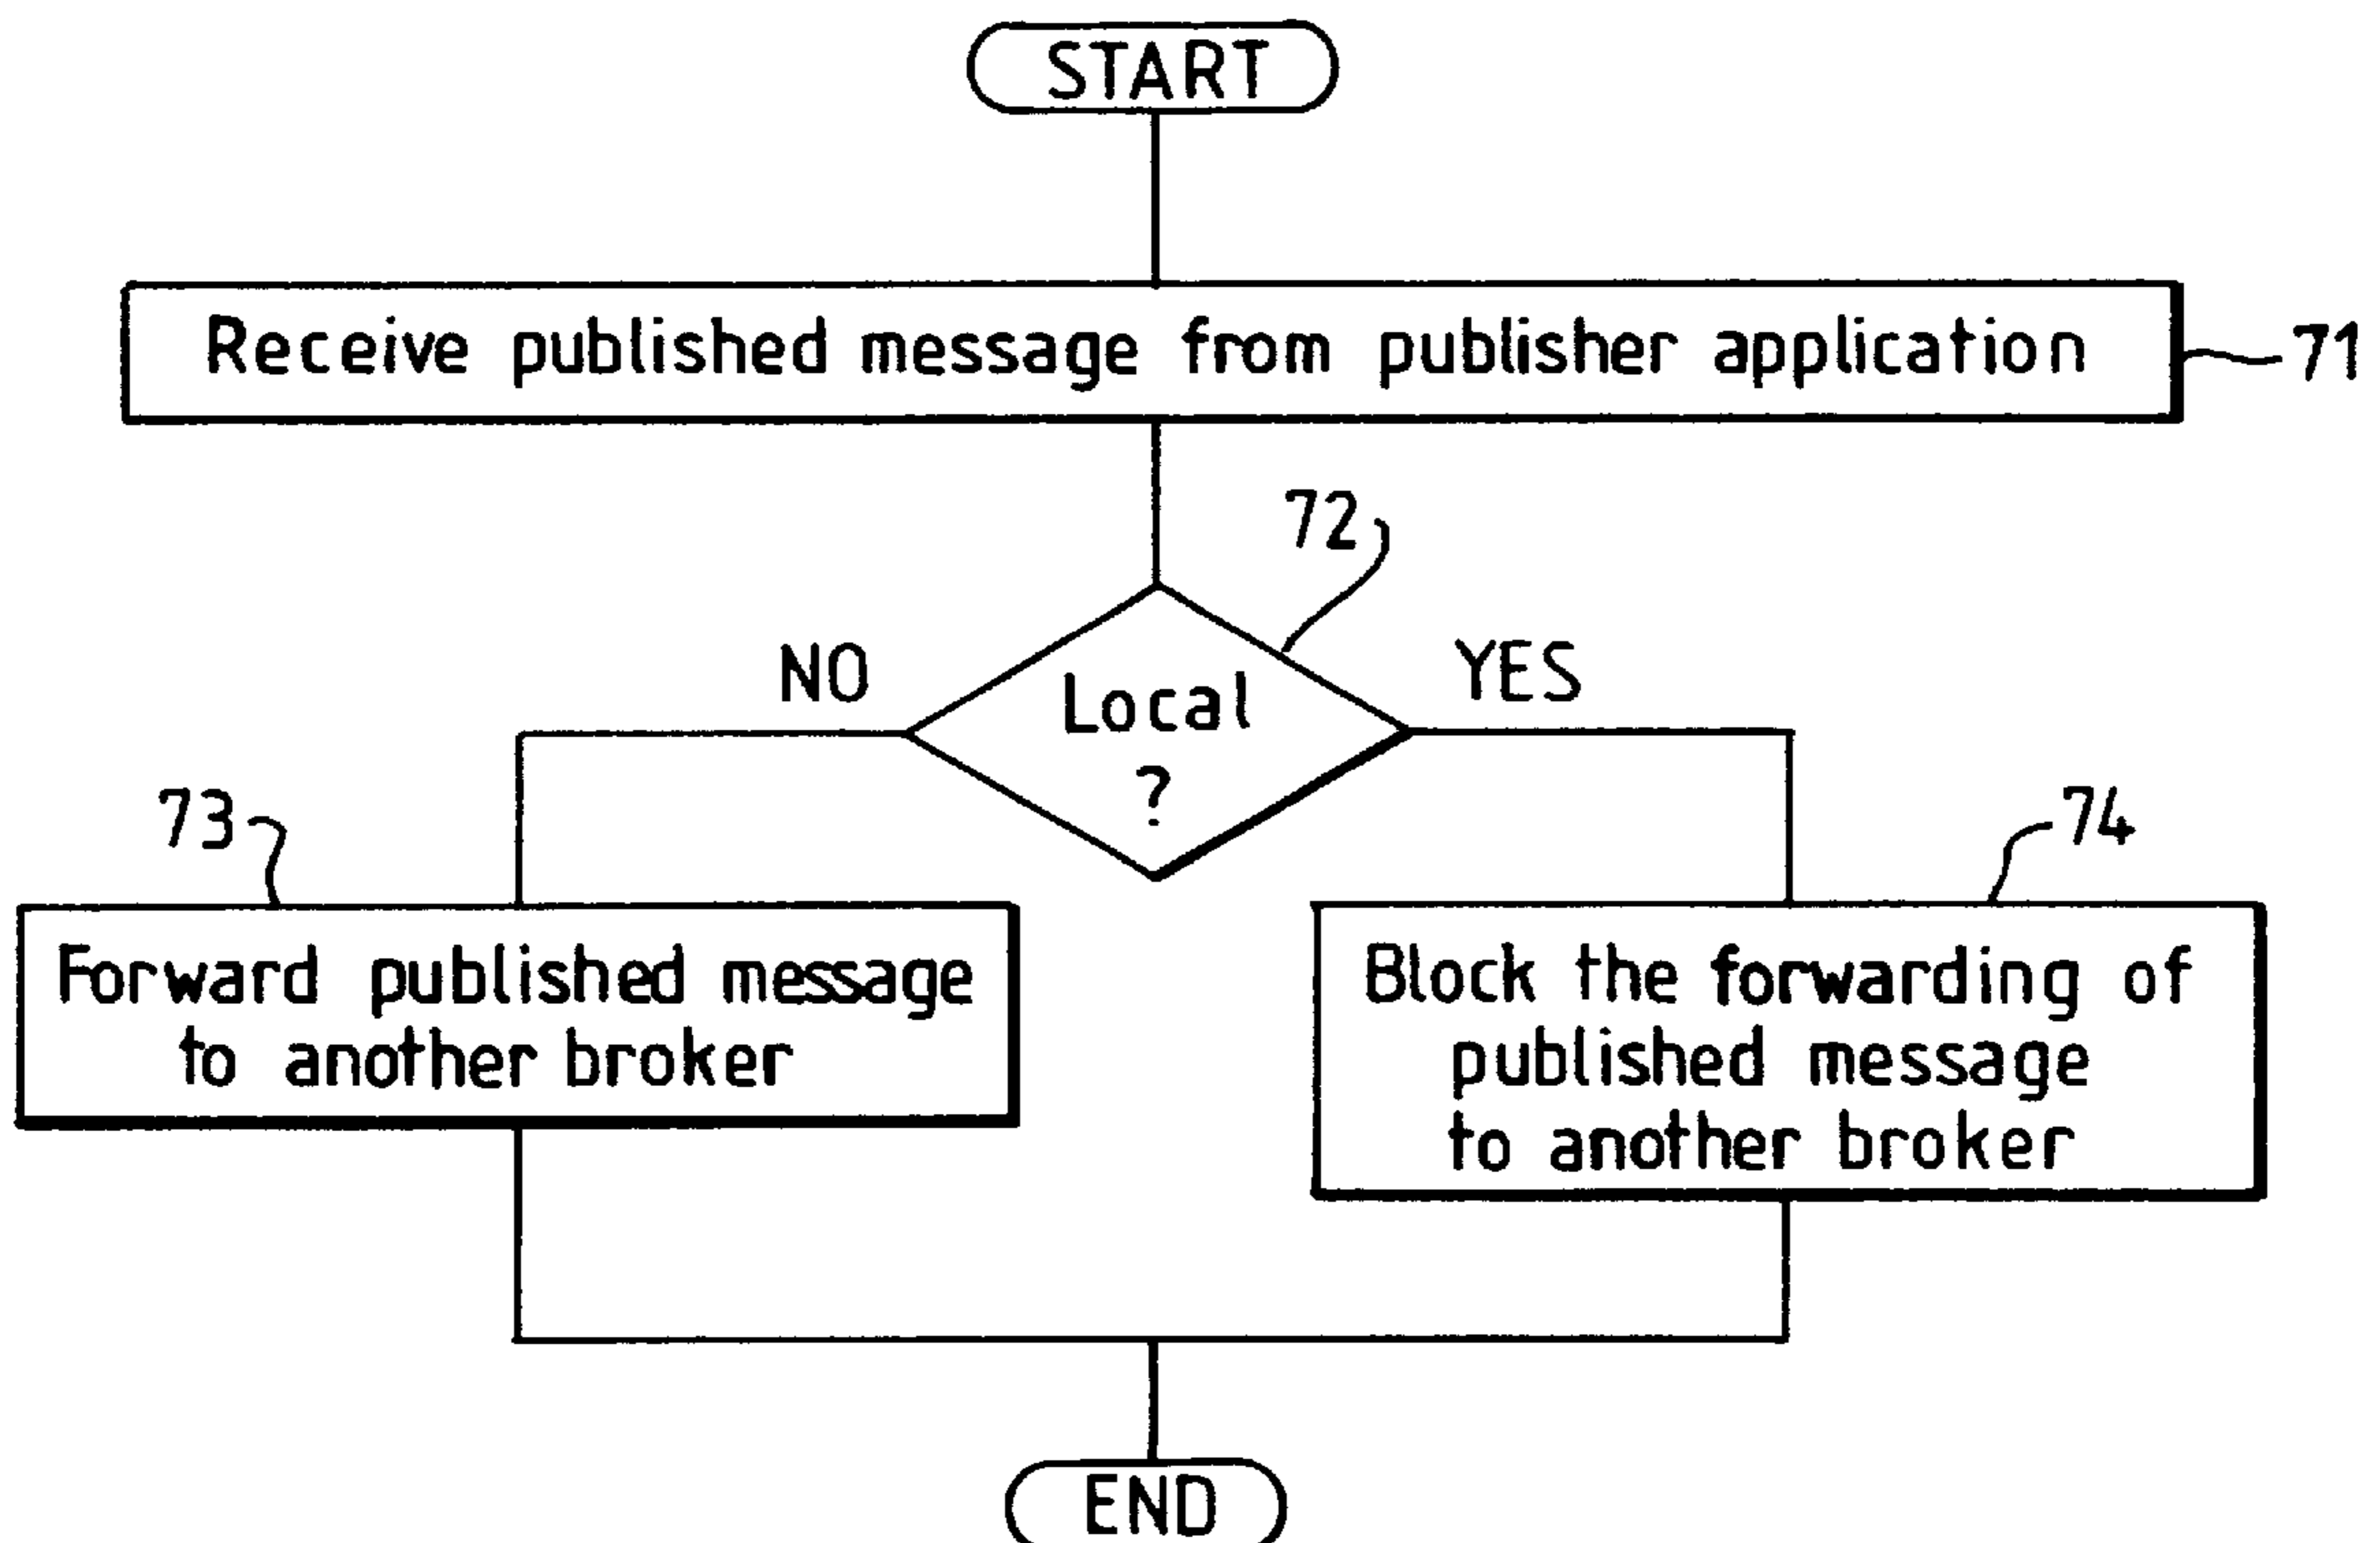 START
Receive published message from publisher application
71
72
NO
Local
?
YES
73
74
Forward published message
to another broker
Block the forwarding of
published message
to another broker
END